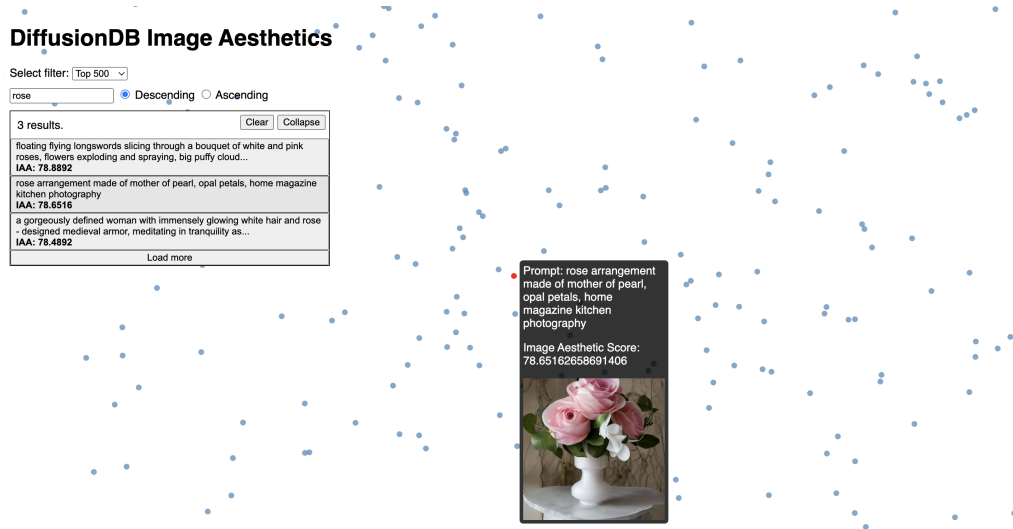 DiffusionDB Image Aesthetics
Select filter: Top 500
rose Descending Ascending
3 results. Clear Collapse
floating flying longswords slicing through a bouquet of white and pink
roses, flowers exploding and spraying, big puffy cloud...
IAA: 78.8892
rose arrangement made of mother of pearl, opal petals, home magazine
kitchen photography
IAA: 78.6516
a gorgeously defined woman with immensely glowing white hair and rose
- designed medieval armor, meditating in tranquility as...
IAA: 78.4892
Load more
Prompt: rose arrangement
made of mother of pearl,
opal petals, home
magazine kitchen
photography
Image Aesthetic Score:
78.65162658691406